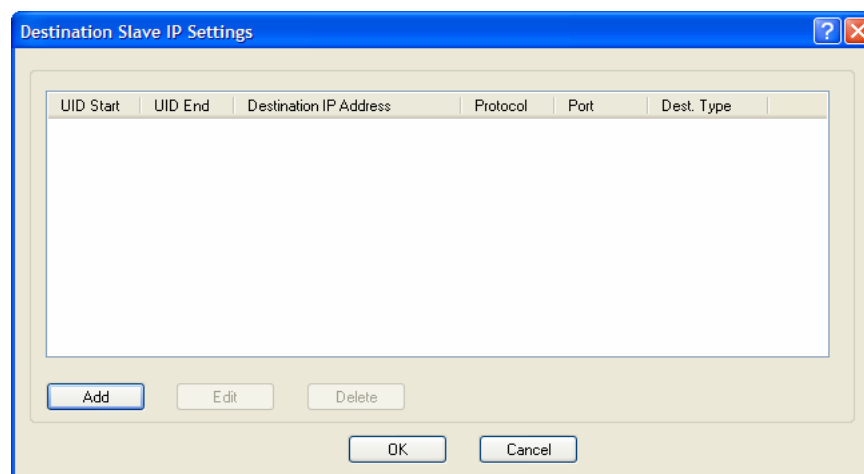 Destination Slave IP Settings
UID Start UID End Destination IP Address Protocol Port Dest. Type
Add Edit Delete
OK Cancel